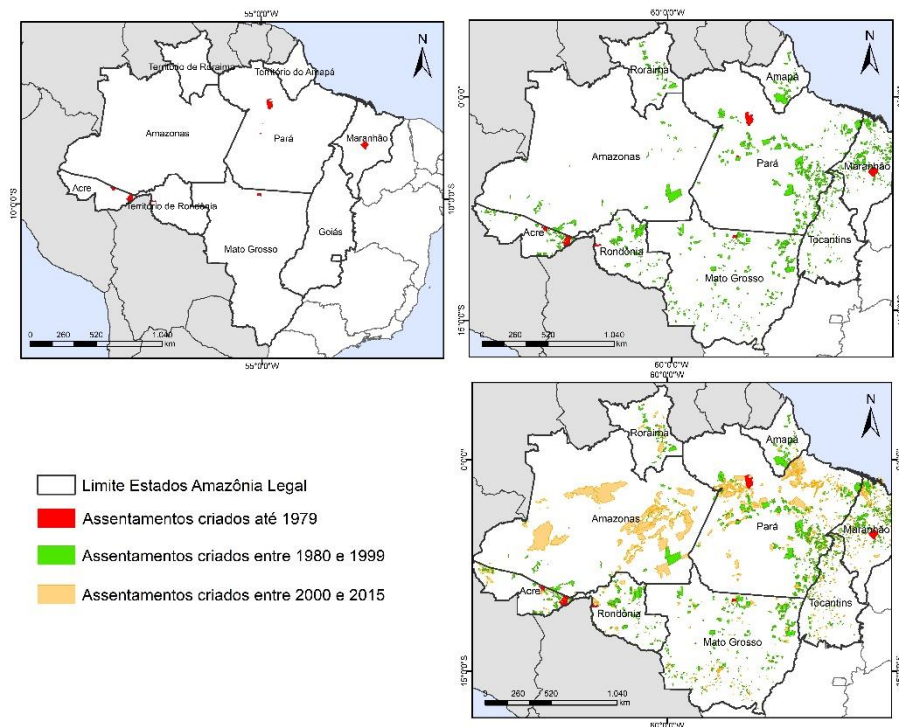 55°0'0"W
N
Território de Roraima
Território do Amapá
Amazonas
Pará
Maranhão
Acre
Território de Rondônia
Mato Grosso
Goiás
10°0'0"S
10°0'0"S
0 260 520 1.040
km
55°0'0"W
60°0'0"W
N
Roraima
Amapá
0°0'0"
Amazonas
Pará
Maranhão
Acre
Rondônia
Mato Grosso
Tocantins
0 260 520 1.040
km
60°0'0"W
60°0'0"W
N
Roraima
Amapá
0°0'0"
Amazonas
Pará
Maranhão
Acre
Rondônia
Mato Grosso
Tocantins
15°0'0"S
0 260 520 1.040
km
60°0'0"W
Limite Estados Amazônia Legal
Assentamentos criados até 1979
Assentamentos criados entre 1980 e 1999
Assentamentos criados entre 2000 e 2015